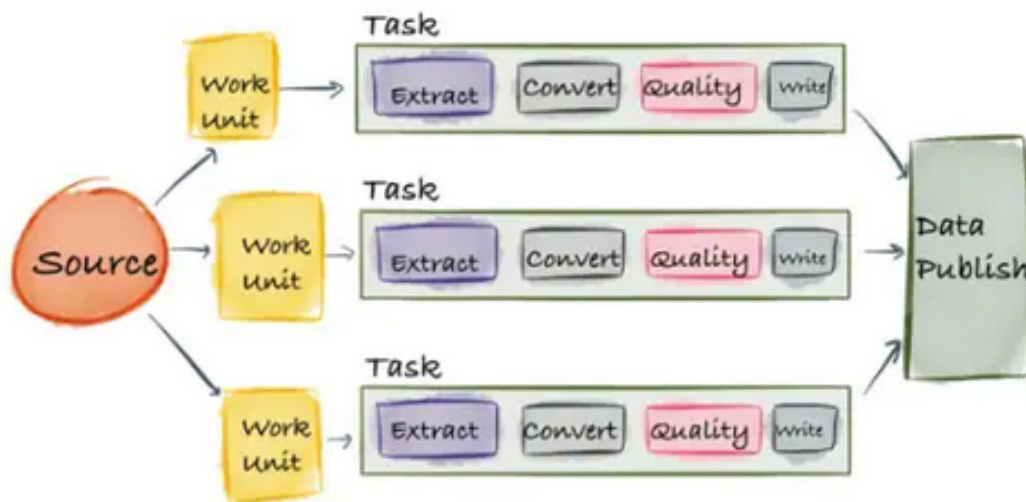 Task
Work
Unit
Extract
Convert
Quality
Write
Source
Task
Work
Unit
Extract
Convert
Quality
Write
Data
Publish
Task
Work
Unit
Extract
Convert
Quality
Write